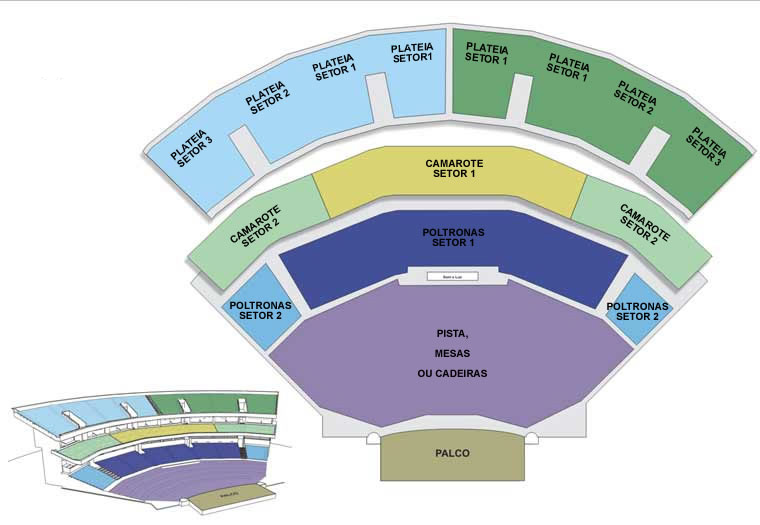 PLATEIA
SETOR 3
PLATEIA
SETOR 2
PLATEIA
SETOR 1
PLATEIA
SETOR1
PLATEIA
SETOR 1
PLATEIA
SETOR 1
PLATEIA
SETOR 2
PLATEIA
SETOR 3
CAMAROTE
SETOR 2
CAMAROTE
SETOR 1
CAMAROTE
SETOR 2
POLTRONAS
SETOR 1
Som e Luz
POLTRONAS
SETOR 2
POLTRONAS
SETOR 2
PISTA,
MESAS
OU CADEIRAS
PALCO
PALCO